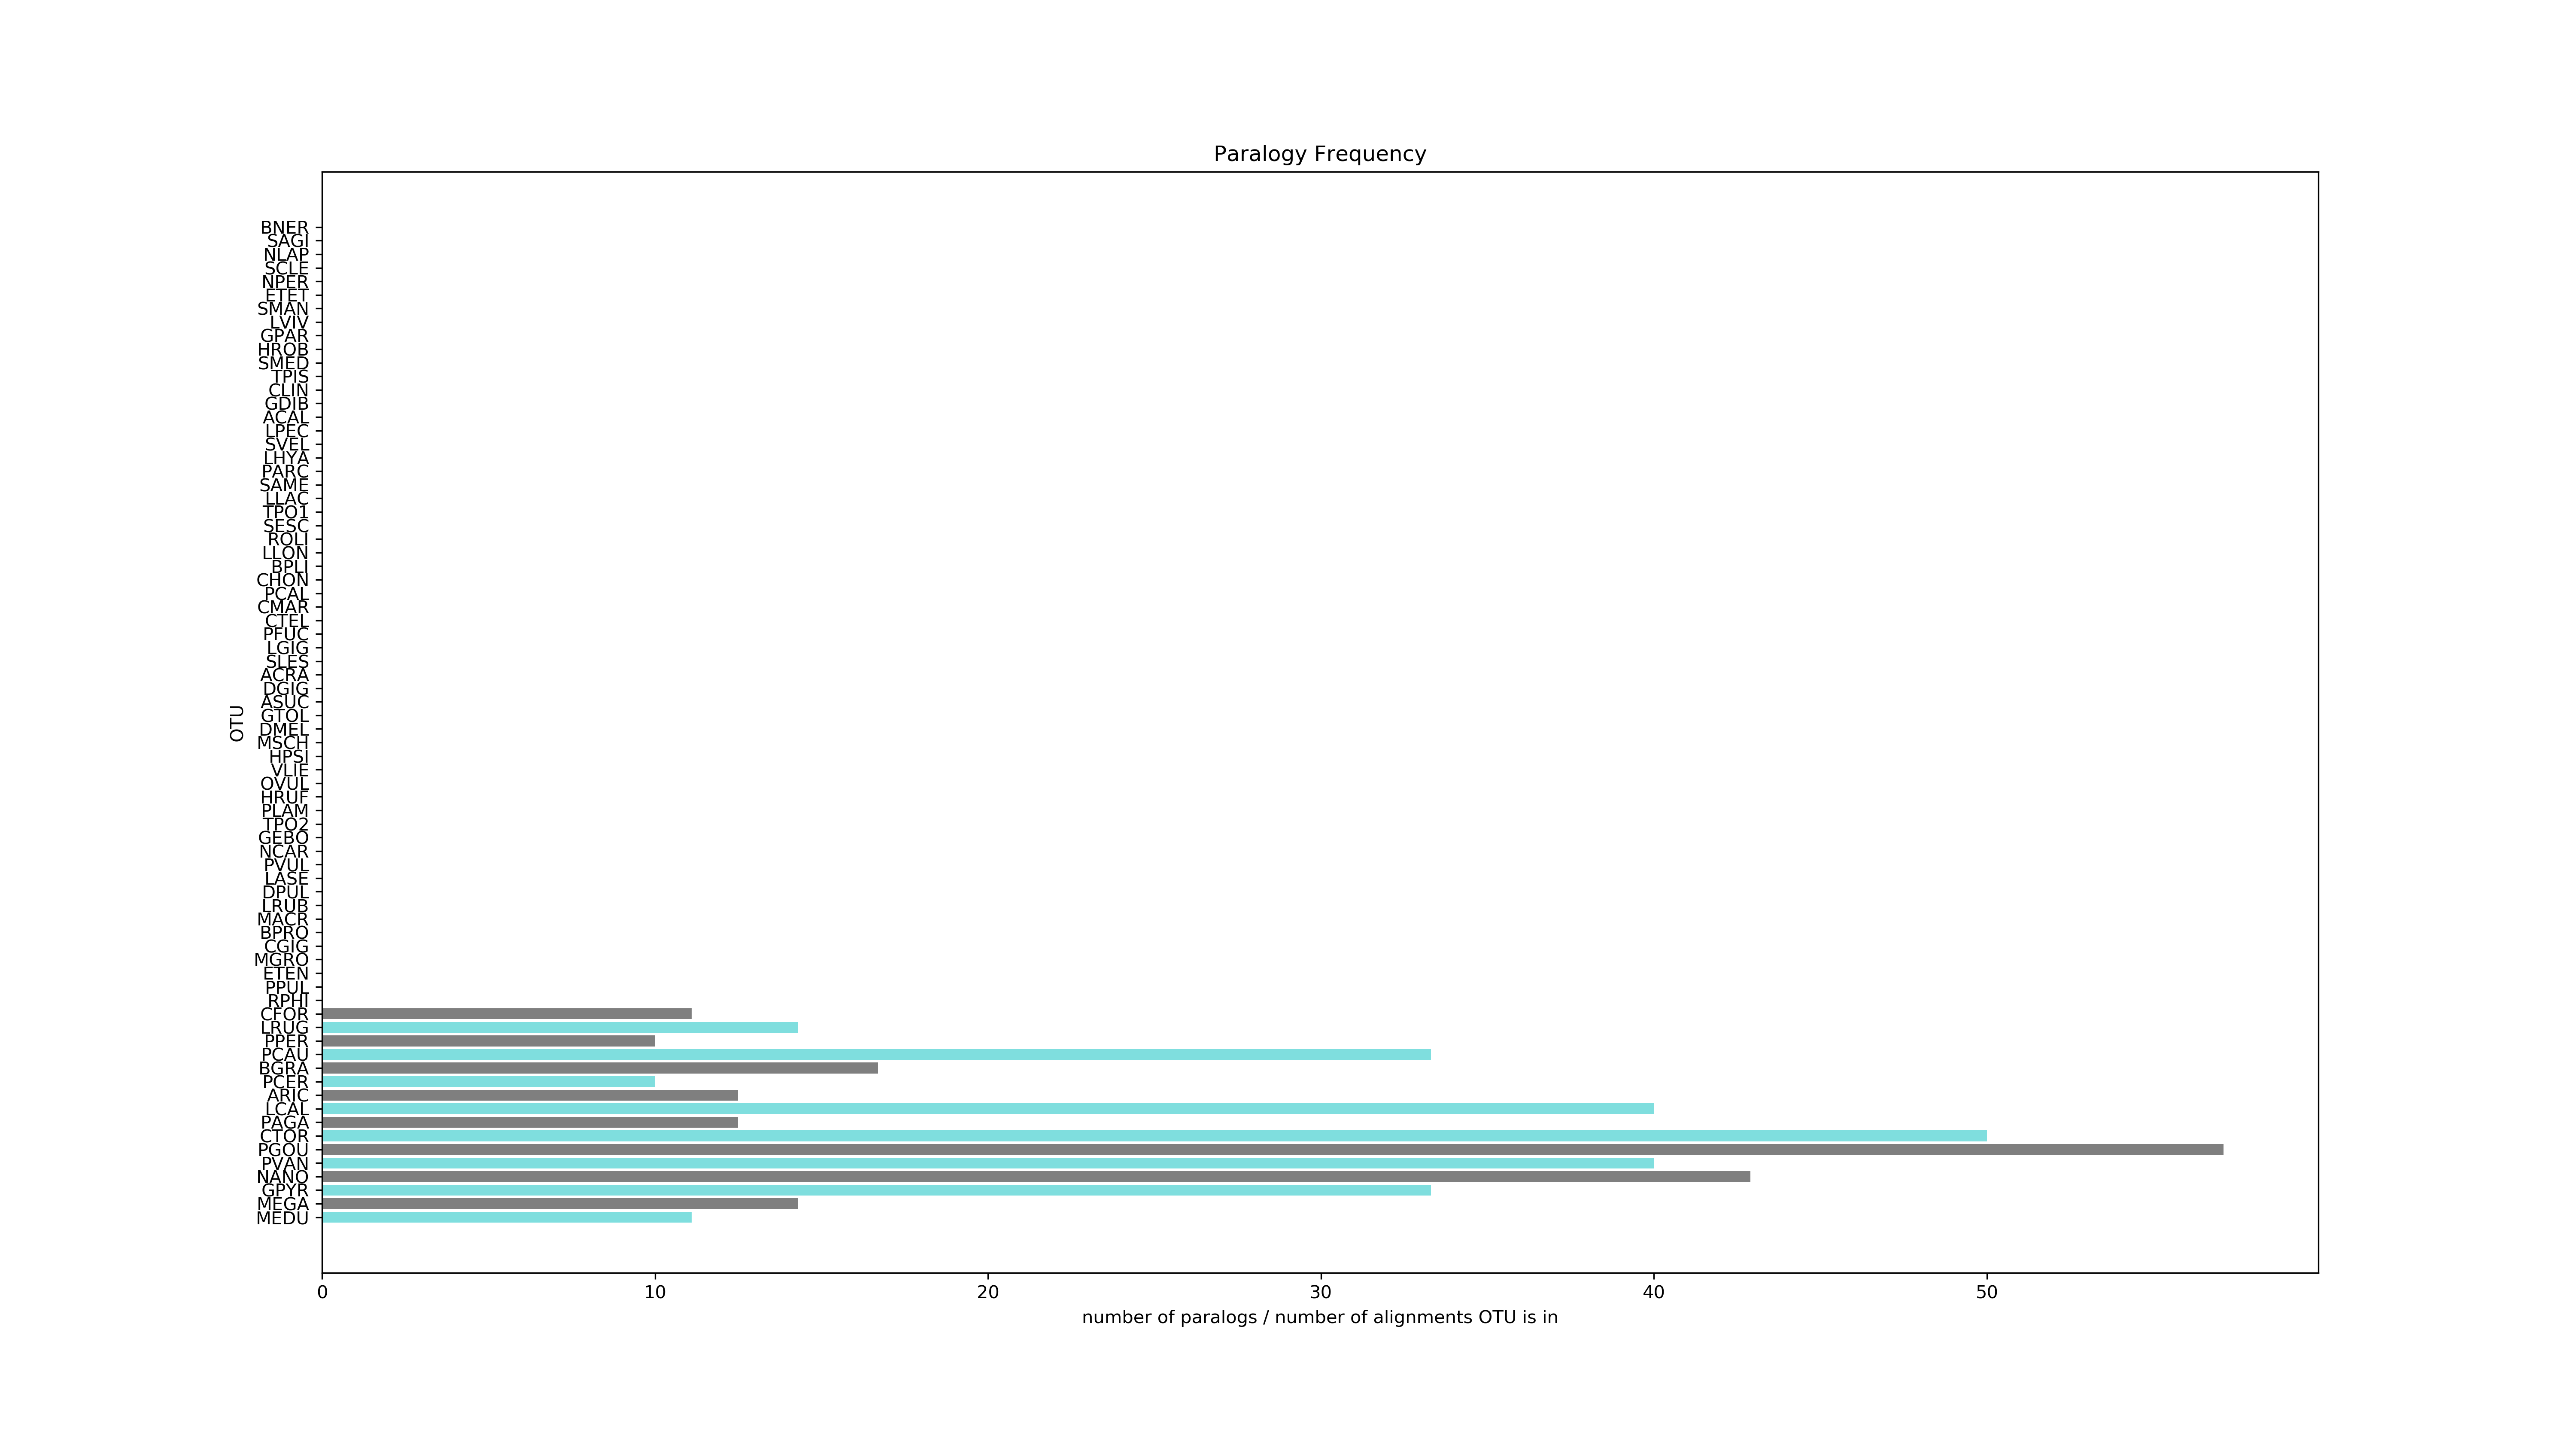 Paralogy Frequency
BNER
SAGI
NLAP
SCLE
NPER
ETET
SMAN
LVIV
GPAR
HROB
SMED
TPIS
CLIN
GDIB
ACAL
LPEC
SVEL
LHYA
PARC
SAME
LLAC
TPO1
SESC
ROLI
LLON
BPLI
CHON
PCAL
CMAR
CTEL
PFUC
LGIG
SLES
ACRA
DGIG
ASUC
GTOL
DMEL
MSCH
HPSI
VLIE
OVUL
HRUF
PLAM
TPO2
GEBO
NCAR
PVUL
LASE
DPUL
LRUB
MACR
BPRO
CGIG
MGRO
ETEN
PPUL
RPHI
CFOR
LRUG
PPER
PCAU
BGRA
PCER
ARIC
LCAL
PAGA
CTOR
PGOU
PVAN
NANO
GPYR
MEGA
MEDU
OTU
0 10 20 30 40 50
number of paralogs / number of alignments OTU is in